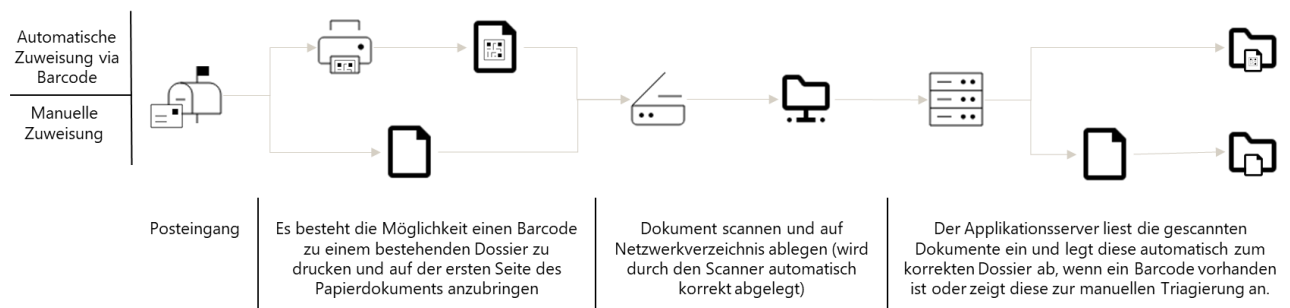 Automatische
Zuweisung via
Barcode
Manuelle
Zuweisung
Posteingang
Es besteht die Möglichkeit einen Barcode
zu einem bestehenden Dossier zu
drucken und auf der ersten Seite des
Papierdokuments anzubringen
Dokument scannen und auf
Netzwerkverzeichnis ablegen (wird
durch den Scanner automatisch
korrekt abgelegt)
Der Applikationsserver liest die gescannten
Dokumente ein und legt diese automatisch zum
korrekten Dossier ab, wenn ein Barcode vorhanden
ist oder zeigt diese zur manuellen Triagierung an.